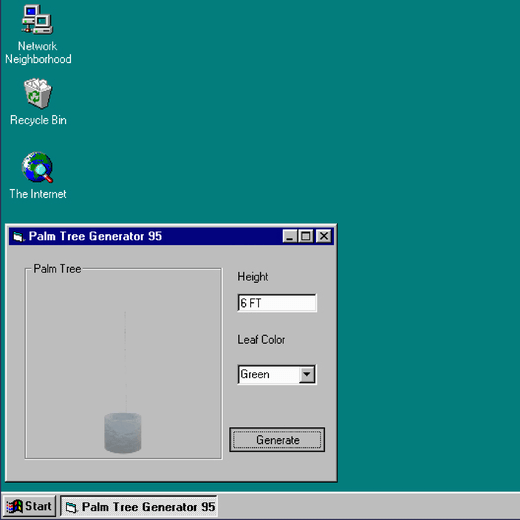 Network
Neighborhood
Recycle Bin
The Internet
Palm Tree Generator 95
Palm Tree
Height
6 FT
Leaf Color
Green
Generate
Start
Palm Tree Generator 95